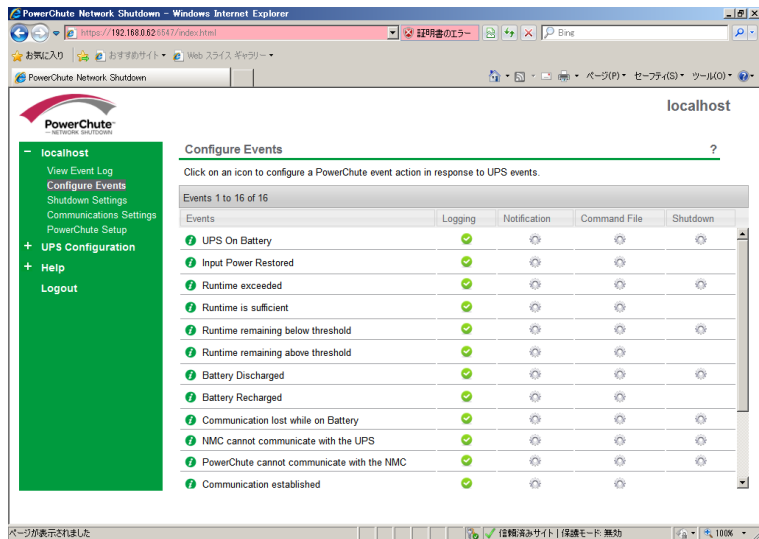 PowerChute Network Shutdown - Windows Internet Explorer
https://192.168.0.62:6547/index.html
証明書のエラー
Bing
お気に入り
おすすめサイト
Web スライス ギャラリー
PowerChute Network Shutdown
ページ(P)
セーフティ(S)
ツール(O)
PowerChute
NETWORK SHUTDOWN
localhost
− localhost
View Event Log
Configure Events
Shutdown Settings
Communications Settings
PowerChute Setup
+ UPS Configuration
+ Help
Logout
Configure Events ?
Click on an icon to configure a PowerChute event action in response to UPS events.
Events 1 to 16 of 16
Events Logging Notification Command File Shutdown
UPS On Battery
Input Power Restored
Runtime exceeded
Runtime is sufficient
Runtime remaining below threshold
Runtime remaining above threshold
Battery Discharged
Battery Recharged
Communication lost while on Battery
NMC cannot communicate with the UPS
PowerChute cannot communicate with the NMC
Communication established
ページが表示されました
信頼済みサイト | 保護モード: 無効
100%